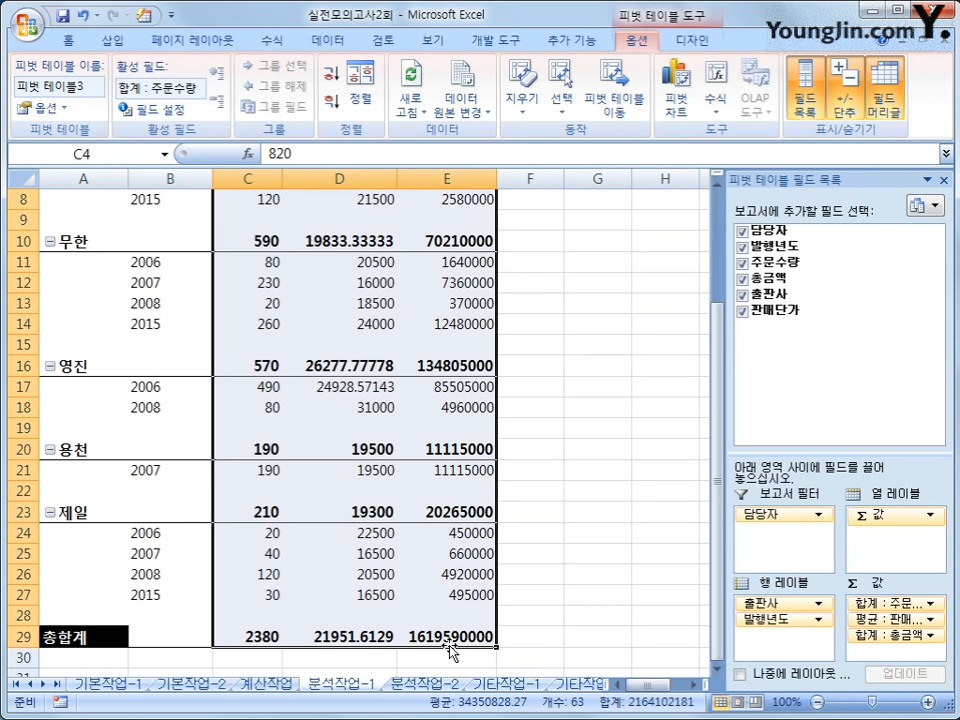 실전모의고사2회 - Microsoft Excel
피벗 테이블 도구
YoungJin.com Y.
홈 삽입 페이지 레이아웃 수식 데이터 검토 보기 개발 도구 추가 기능 옵션 디자인
피벗 테이블 이름:
피벗 테이블3
옵션
피벗 테이블
활성 필드:
합계 : 주문수량
필드 설정
활성 필드
그룹 선택
그룹 해제
그룹 필드
그룹
정렬
정렬
새로 고침
데이터 원본 변경
데이터
지우기
선택
피벗 테이블 이동
동작
피벗 차트
수식
OLAP 도구
도구
필드 목록
+/- 단추
필드 머리글
표시/숨기기
C4 fx 820
A B C D E F G H
8 2015 120 21500 2580000
9
10 무한 590 19833.33333 70210000
11 2006 80 20500 1640000
12 2007 230 16000 7360000
13 2008 20 18500 370000
14 2015 260 24000 12480000
15
16 영진 570 26277.77778 134805000
17 2006 490 24928.57143 85505000
18 2008 80 31000 4960000
19
20 용천 190 19500 11115000
21 2007 190 19500 11115000
22
23 제일 210 19300 20265000
24 2006 20 22500 450000
25 2007 40 16500 660000
26 2008 120 20500 4920000
27 2015 30 16500 495000
28
29 총합계 2380 21951.6129 1619590000
30
피벗 테이블 필드 목록
보고서에 추가할 필드 선택:
담당자
발행년도
주문수량
총금액
출판사
판매단가
아래 영역 사이에 필드를 끌어
놓으십시오.
보고서 필터
열 레이블
담당자
Σ 값
행 레이블
Σ 값
출판사
발행년도
합계 : 주문...
평균 : 판매...
합계 : 총금액
나중에 레이아웃 ...
업데이트
기본작업-1 기본작업-2 계산작업 분석작업-1 분석작업-2 기타작업-1 기타작업
준비
평균: 34350828.27 개수: 63 합계: 2164102181
100%